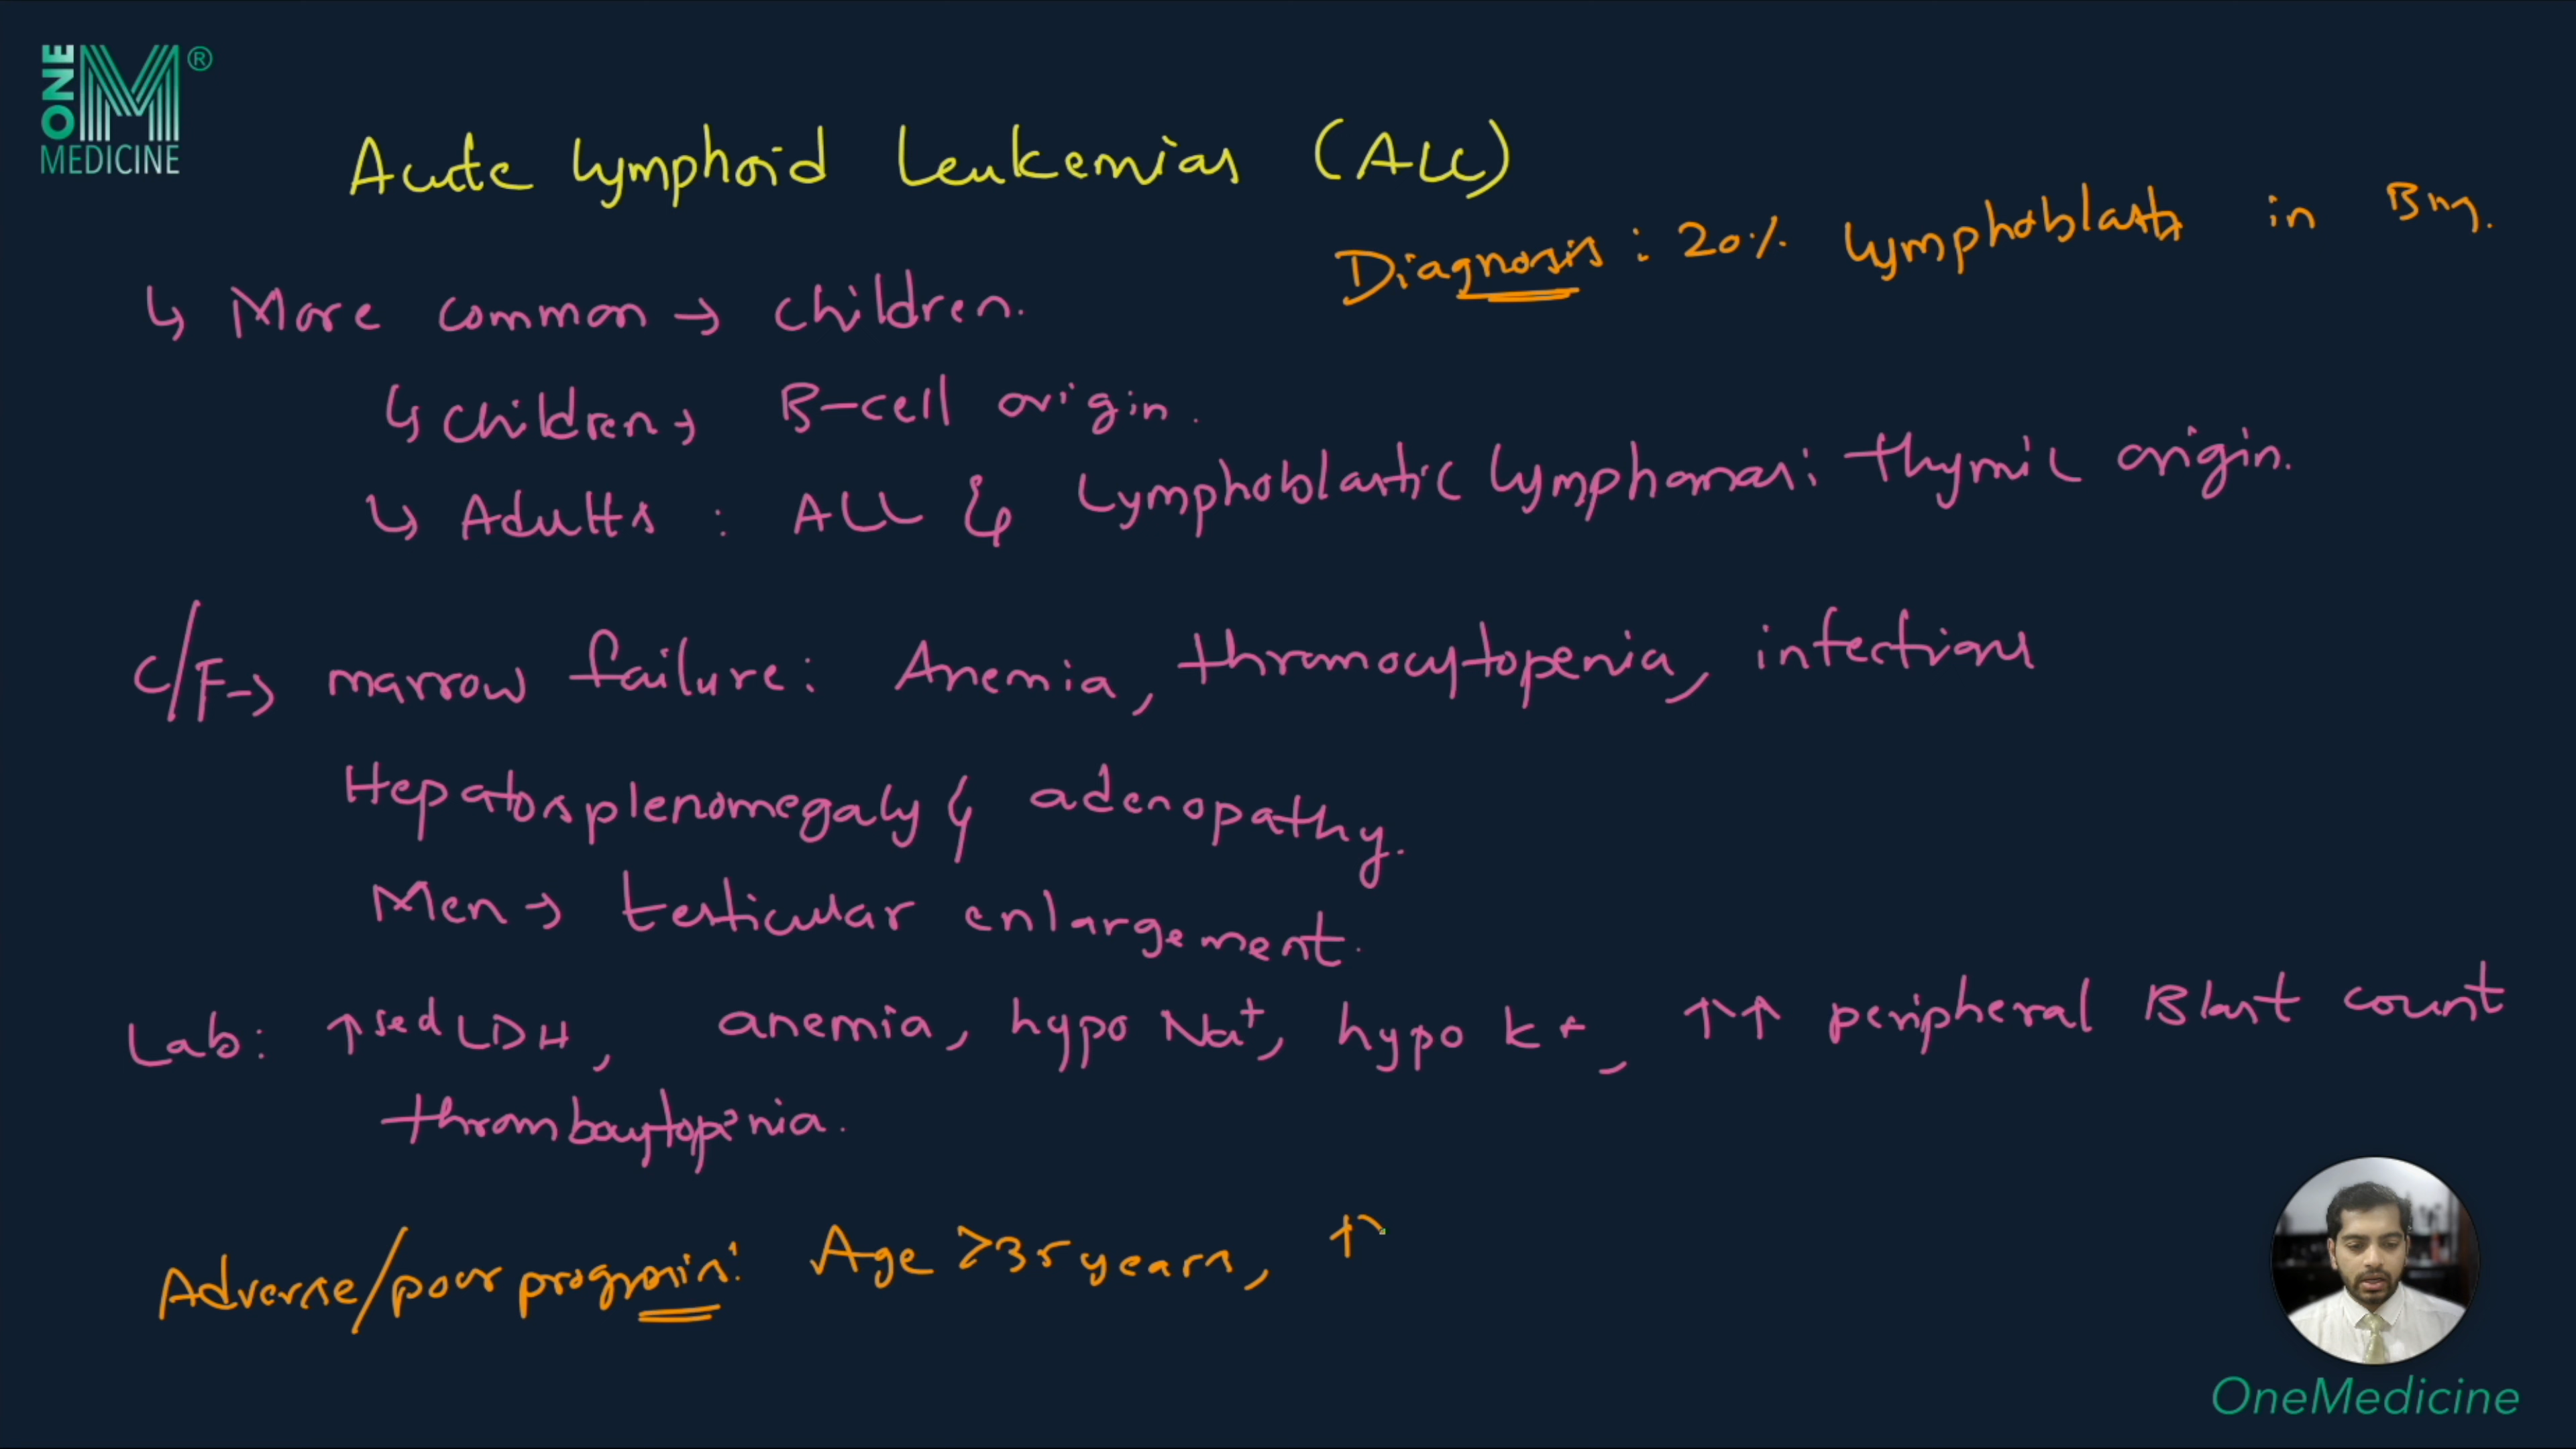 ONE M ®
MEDICINE
Acute Lymphoid Leukemias (ALL)
Diagnosis : 20% lymphoblasts in BM.
↳ More common → children.
↳ children → B-cell origin.
↳ Adults : ALL & Lymphoblastic lymphomas: thymic origin.
C/F → marrow failure: Anemia, thromocytopenia, infections
Hepatosplenomegaly & adenopathy.
Men → testicular enlargement.
Lab: ↑sed LDH, anemia, hypo Na+, hypo K+, ↑↑ peripheral Blast count
thrombocytopenia.
Adverse/poor prognosis: Age >35 years, ↑
OneMedicine